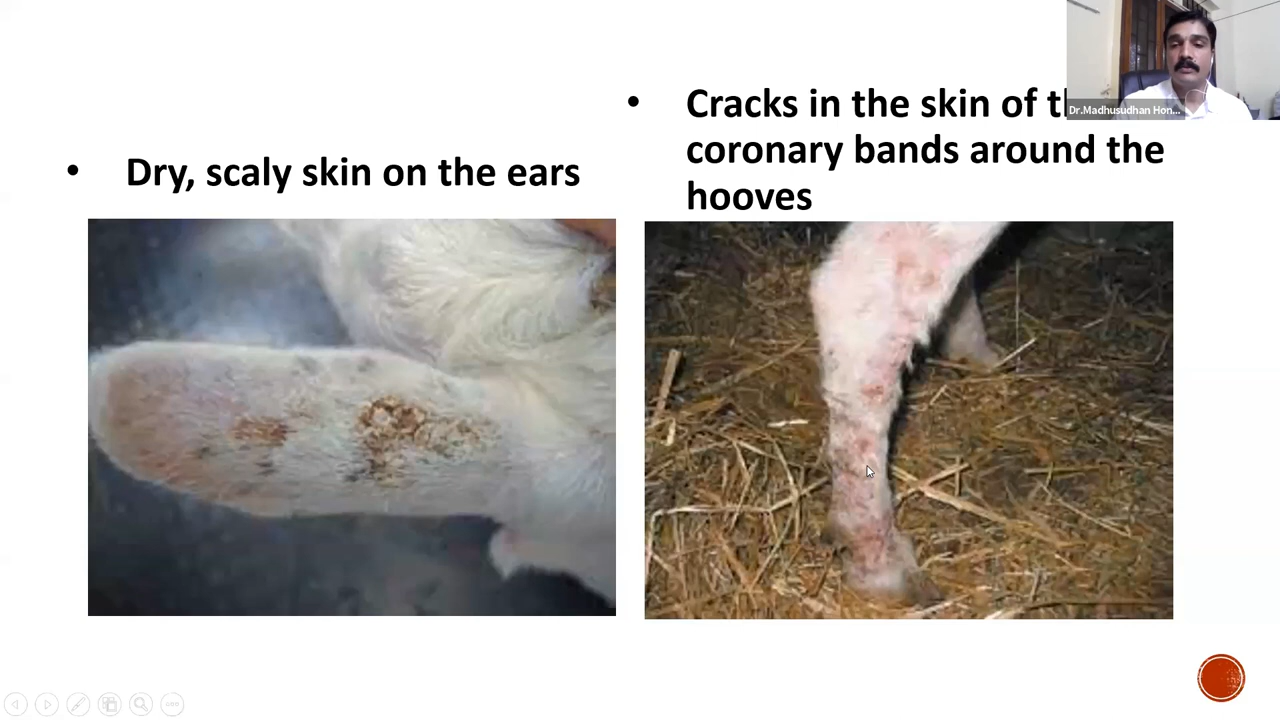 • Dry, scaly skin on the ears
• Cracks in the skin of
coronary bands around the
hooves
Dr.Madhusudhan Hon...